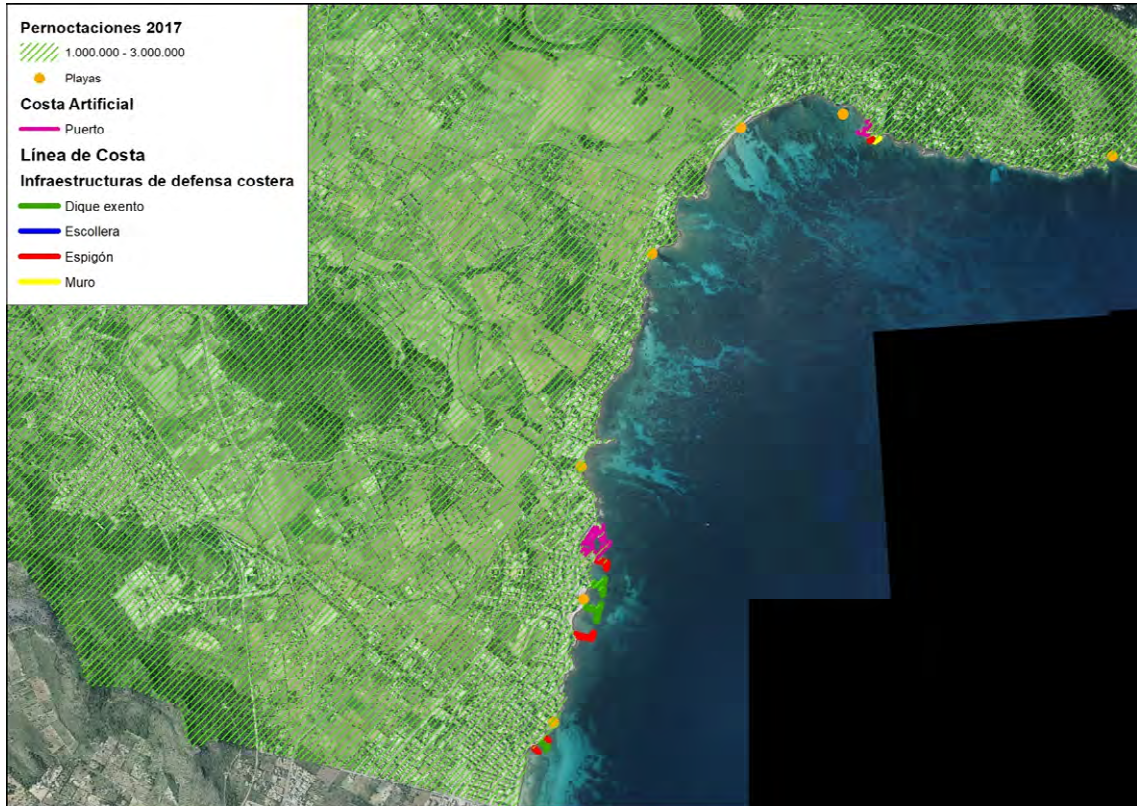 Pernoctaciones 2017
1.000.000 - 3.000.000
Playas
Costa Artificial
Puerto
Línea de Costa
Infraestructuras de defensa costera
Dique exento
Escollera
Espigón
Muro